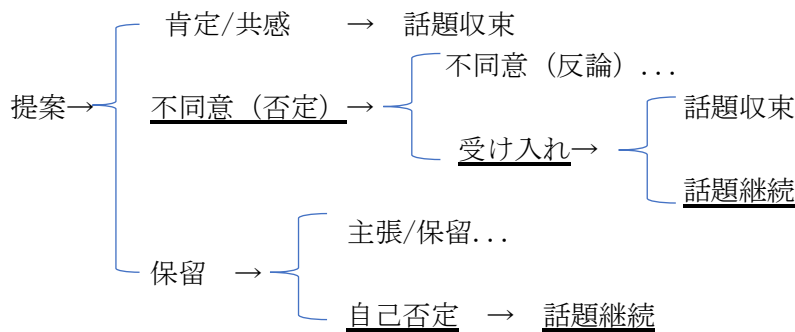 肯定/共感 → 話題収束
不同意（反論）...
提案→ 不同意（否定）→ 話題収束
受け入れ→
話題継続
主張/保留...
保留 →
自己否定 → 話題継続